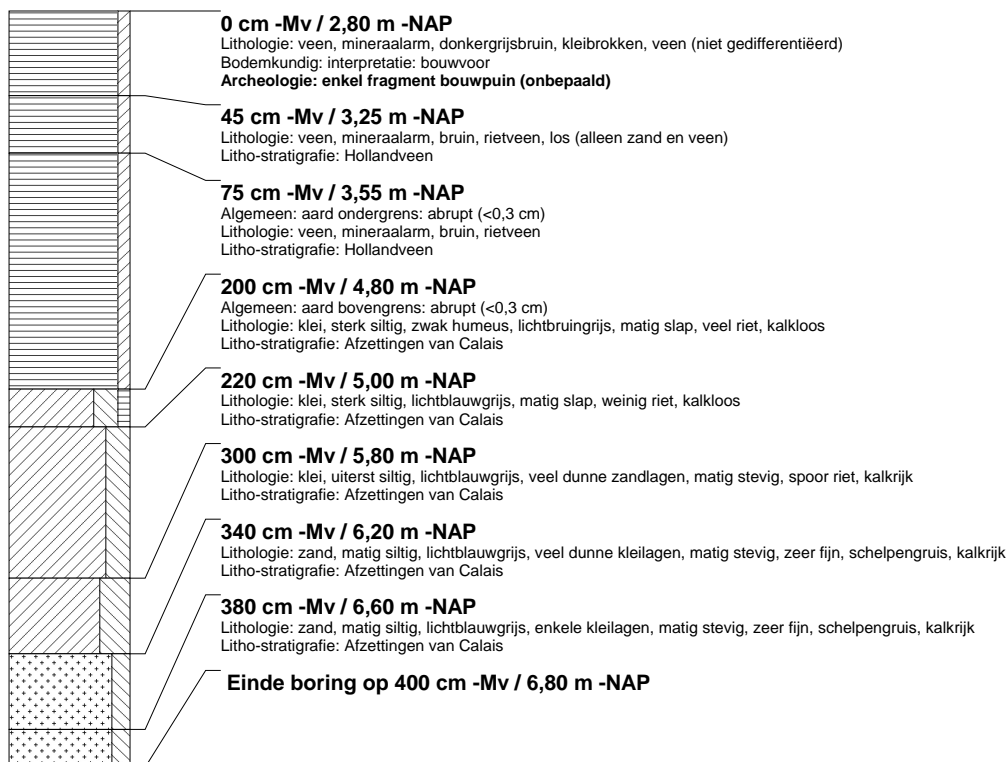 0 cm -Mv / 2,80 m -NAP
Lithologie: veen, mineraalarm, donkergrijsbruin, kleibrokken, veen (niet gedifferentiëerd)
Bodemkundig: interpretatie: bouwvoor
Archeologie: enkel fragment bouwpuin (onbepaald)
45 cm -Mv / 3,25 m -NAP
Lithologie: veen, mineraalarm, bruin, rietveen, los (alleen zand en veen)
Litho-stratigrafie: Hollandveen
75 cm -Mv / 3,55 m -NAP
Algemeen: aard ondergrens: abrupt (<0,3 cm)
Lithologie: veen, mineraalarm, bruin, rietveen
Litho-stratigrafie: Hollandveen
200 cm -Mv / 4,80 m -NAP
Algemeen: aard bovengrens: abrupt (<0,3 cm)
Lithologie: klei, sterk siltig, zwak humeus, lichtbruingrijs, matig slap, veel riet, kalkloos
Litho-stratigrafie: Afzettingen van Calais
220 cm -Mv / 5,00 m -NAP
Lithologie: klei, sterk siltig, lichtblauwgrijs, matig slap, weinig riet, kalkloos
Litho-stratigrafie: Afzettingen van Calais
300 cm -Mv / 5,80 m -NAP
Lithologie: klei, uiterst siltig, lichtblauwgrijs, veel dunne zandlagen, matig stevig, spoor riet, kalkrijk
Litho-stratigrafie: Afzettingen van Calais
340 cm -Mv / 6,20 m -NAP
Lithologie: zand, matig siltig, lichtblauwgrijs, veel dunne kleilagen, matig stevig, zeer fijn, schelpengruis, kalkrijk
Litho-stratigrafie: Afzettingen van Calais
380 cm -Mv / 6,60 m -NAP
Lithologie: zand, matig siltig, lichtblauwgrijs, enkele kleilagen, matig stevig, zeer fijn, schelpengruis, kalkrijk
Litho-stratigrafie: Afzettingen van Calais
Einde boring op 400 cm -Mv / 6,80 m -NAP